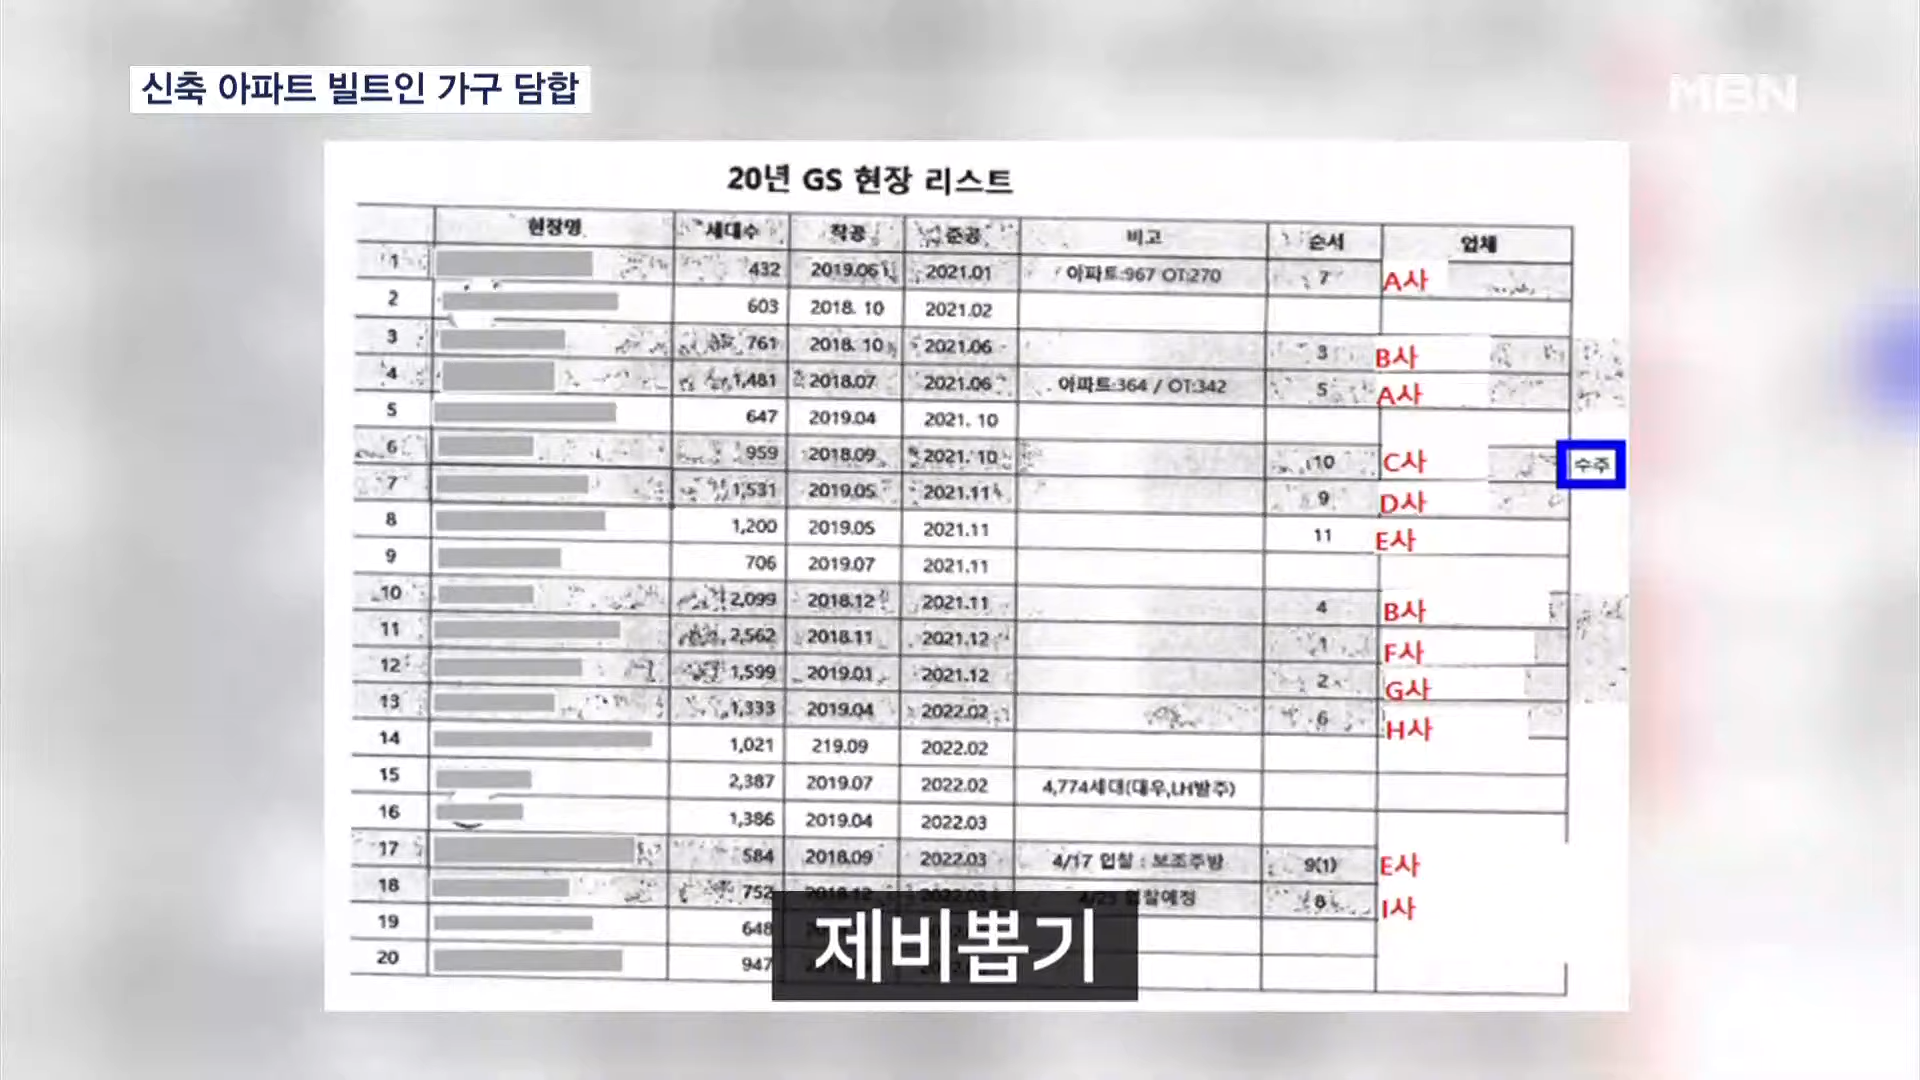 신축 아파트 빌트인 가구 담합
MBN
20년 GS 현장 리스트
현장명 세대수 착공 준공 비고 순서 업체
1 432 2019.06 2021.01 아파트:967 OT:270 7 A사
2 603 2018. 10 2021.02
3 761 2018. 10 2021.06 3 B사
4 1,481 2018.07 2021.06 아파트:364 / OT:342 5 A사
5 647 2019.04 2021. 10
6 959 2018.09 2021. 10 10 C사 수주
7 1,531 2019.05 2021.11 9 D사
8 1,200 2019.05 2021.11 11 E사
9 706 2019.07 2021.11
10 2,099 2018.12 2021.11 4 B사
11 2,562 2018.11 2021.12 1 F사
12 1,599 2019.01 2021.12 2 G사
13 1,333 2019.04 2022.02 6 H사
14 1,021 219.09 2022.02
15 2,387 2019.07 2022.02 4,774세대(대우,LH발주)
16 1,386 2019.04 2022.03
17 584 2018.09 2022.03 4/17 입찰 : 보조주방 9(1) E사
18 752 2018.12 2022.03 4/25 입찰예정 8 I사
19 648
20 947
제비뽑기